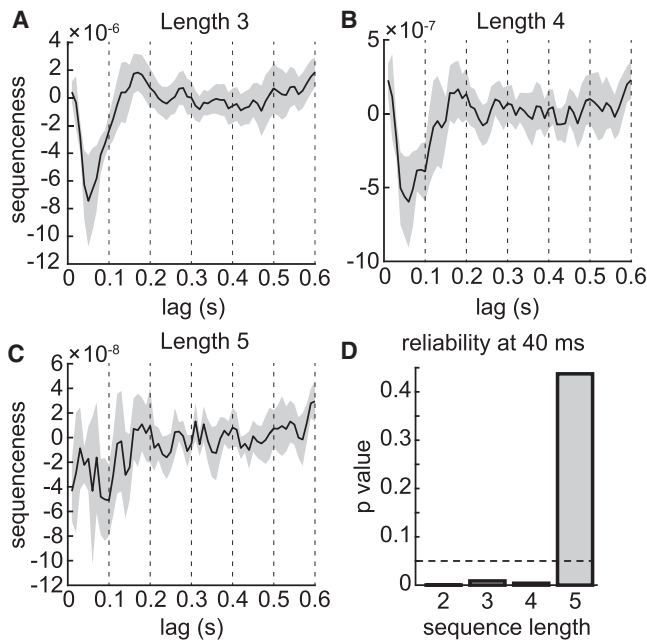 A
×10⁻⁶
Length 3
4
2
0
-2
-4
-6
-8
-10
-12
sequenceness
0 0.1 0.2 0.3 0.4 0.5 0.6
lag (s)
B
×10⁻⁷
Length 4
5
0
-5
-10
0 0.1 0.2 0.3 0.4 0.5 0.6
lag (s)
C
×10⁻⁸
Length 5
6
4
2
0
-2
-4
-6
-8
-10
-12
sequenceness
0 0.1 0.2 0.3 0.4 0.5 0.6
lag (s)
D
reliability at 40 ms
0.4
0.3
0.2
0.1
0
p value
2 3 4 5
sequence length